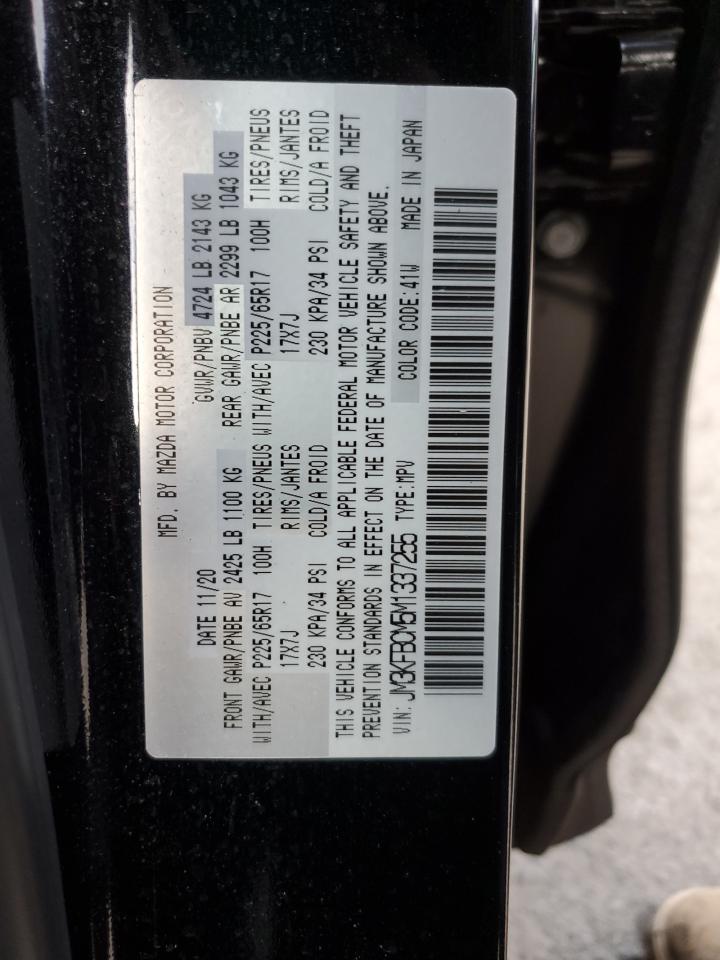 MFD. BY MAZDA MOTOR CORPORATION
DATE 11/20 GVWR/PNBV 4724 LB 2143 KG
FRONT GAWR/PNBE AV 2425 LB 1100 KG REAR GAWR/PNBE AR 2299 LB 1043 KG
WITH/AVEC P225/65R17 100H TIRES/PNEUS WITH/AVEC P225/65R17 100H TIRES/PNEUS
17X7J RIMS/JANTES 17X7J RIMS/JANTES
230 KPA/34 PSI COLD/A FROID 230 KPA/34 PSI COLD/A FROID
THIS VEHICLE CONFORMS TO ALL APPLICABLE FEDERAL MOTOR VEHICLE SAFETY AND THEFT
PREVENTION STANDARDS IN EFFECT ON THE DATE OF MANUFACTURE SHOWN ABOVE.
VIN: JM3KFBCM5M1337255 TYPE:MPV COLOR CODE:41W MADE IN JAPAN